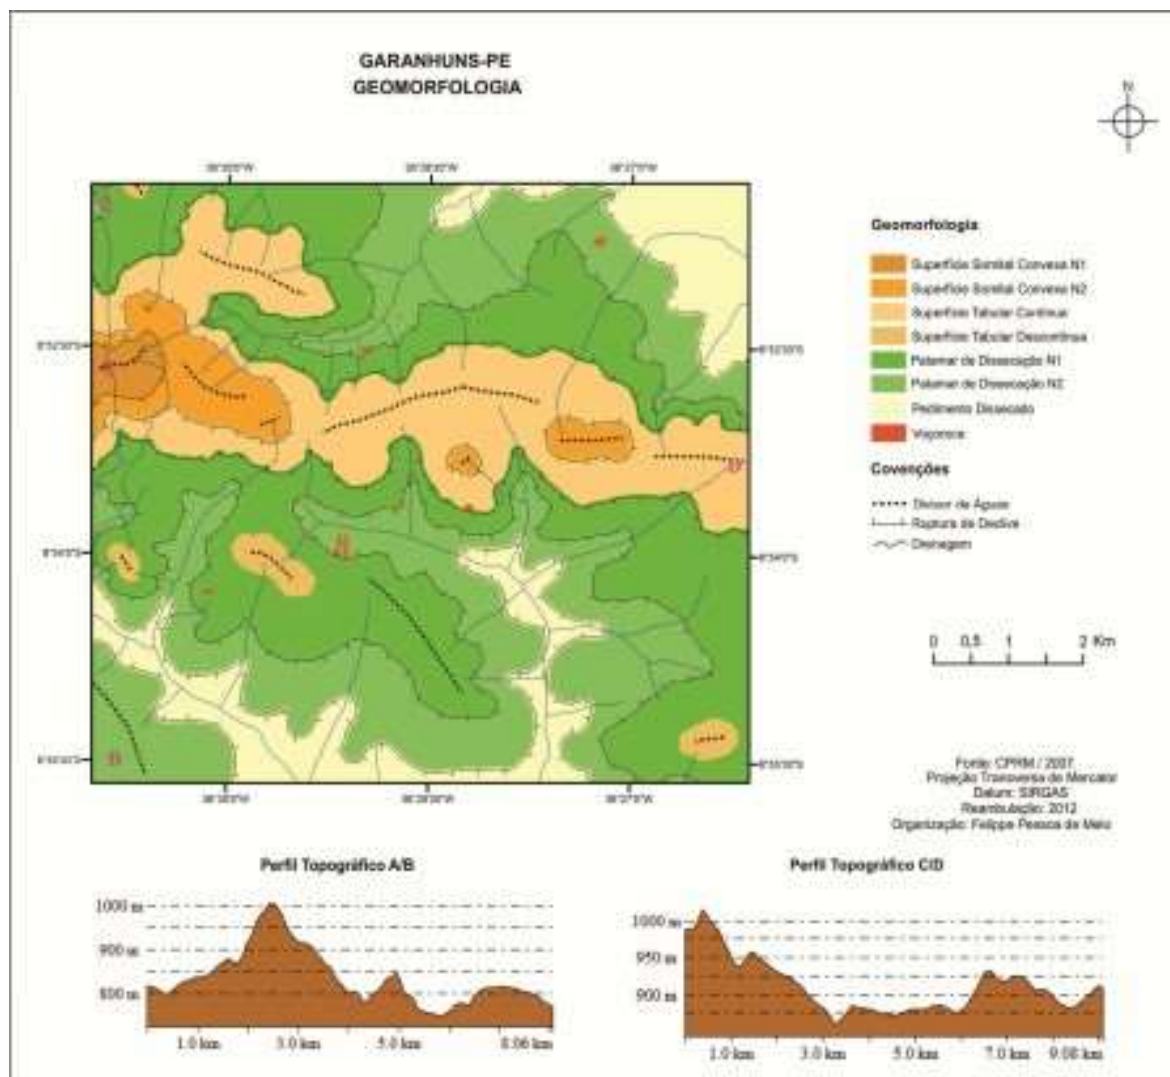 GARANHUNS-PE
GEOMORFOLOGIA
N
Geomorfologia
Superfície Somital Convexa N1
Superfície Somital Convexa N2
Superfície Tabular Contínua
Superfície Tabular Descontínua
Patamar de Dissecação N1
Patamar de Dissecação N2
Pedimento Dissecado
Voçoroca
Covenções
Divisor de Águas
Ruptura de Declive
Drenagem
0 0,5 1 2 Km
Fonte: CPRM / 2007
Projeção Transversa de Mercator
Datum: SIRGAS
Reambulação: 2012
Organização: Felippe Pessoa de Melo
Perfil Topográfico A/B
1000 m
900 m
800 m
1.0 km 3.0 km 5.0 km 8.06 km
Perfil Topográfico C\D
1000 m
950 m
900 m
1.0 km 3.0 km 5.0 km 7.0 km 9.08 km